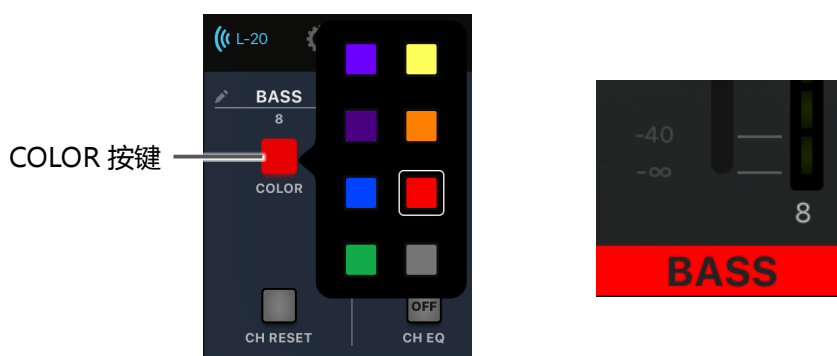 L-20
BASS
8
COLOR 按键
COLOR
OFF
CH RESET
CH EQ
-40
-∞
8
BASS